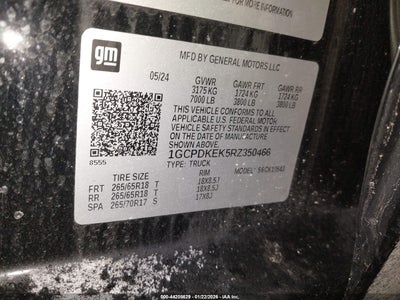 gm
MFD BY GENERAL MOTORS LLC
05/24 GVWR GAWR FRT GAWR RR
3175 KG 1724 KG 1724 KG
7000 LB 3800 LB 3800 LB
THIS VEHICLE CONFORMS TO ALL
APPLICABLE U.S. FEDERAL MOTOR
VEHICLE SAFETY STANDARDS IN
EFFECT ON THE DATE OF
MANUFACTURE SHOWN ABOVE.
1GCPDKEK5RZ350466
8555
TYPE: TRUCK
TIRE SIZE RIM
FRT 265/65R18 T 18X8.5J
RR 265/65R18 T 18X8.5J
SPA 265/70R17 S 17X8J
000-44206629 - 01/22/2026 - IAA Inc.